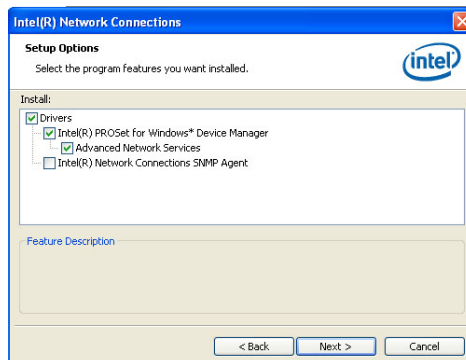 Intel(R) Network Connections
Setup Options
Select the program features you want installed.
intel
Install:
Drivers
Intel(R) PROSet for Windows* Device Manager
Advanced Network Services
Intel(R) Network Connections SNMP Agent
Feature Description
< Back
Next >
Cancel